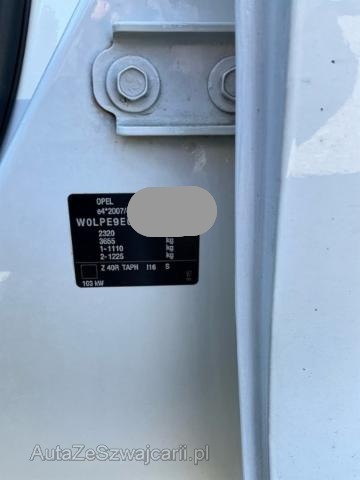 OPEL
e4*2007/
W0LPE9E
2320 kg
3655 kg
1-1110 kg
2-1225 kg
Z 40R TAPH I16 S
103 kW
AutaZeSzwajcarii.pl